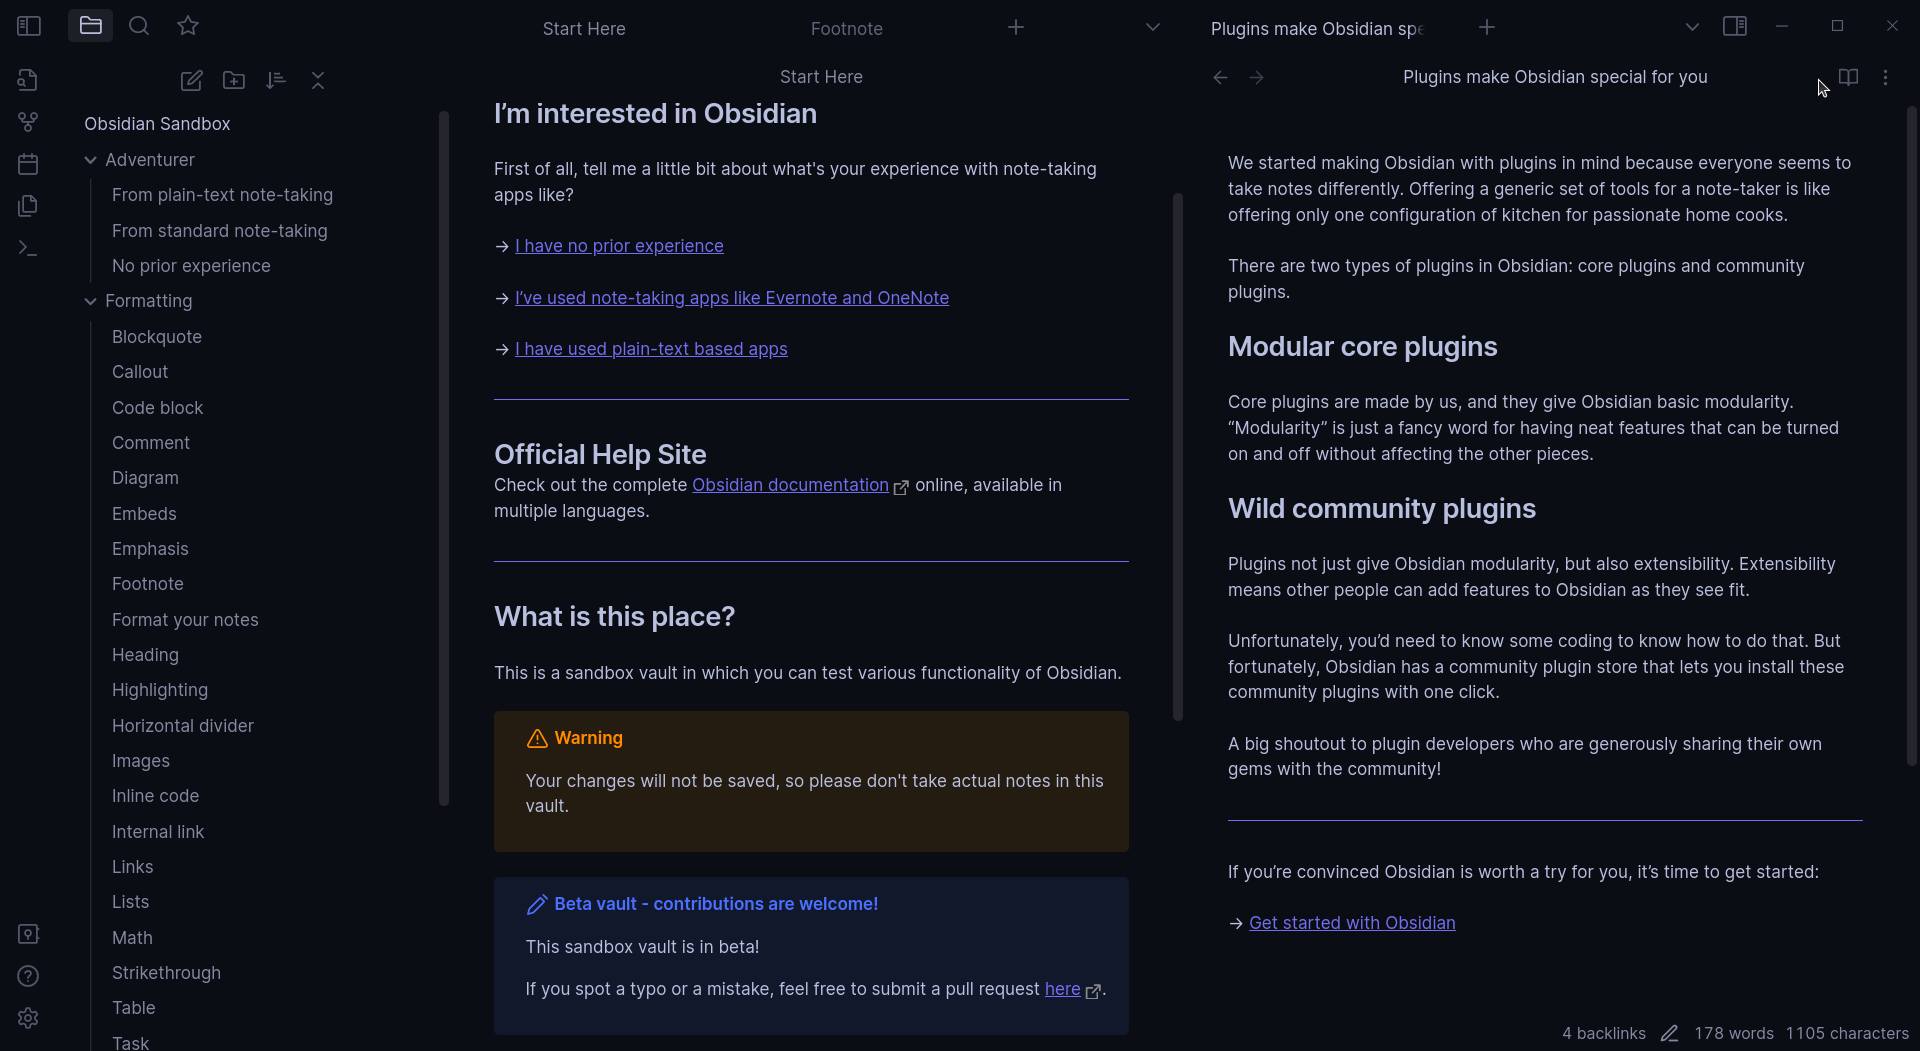 Start Here
Footnote
Plugins make Obsidian spe
Obsidian Sandbox
Adventurer
From plain-text note-taking
From standard note-taking
No prior experience
Formatting
Blockquote
Callout
Code block
Comment
Diagram
Embeds
Emphasis
Footnote
Format your notes
Heading
Highlighting
Horizontal divider
Images
Inline code
Internal link
Links
Lists
Math
Strikethrough
Table
Task
Start Here
I’m interested in Obsidian
First of all, tell me a little bit about what's your experience with note-taking
apps like?
→ I have no prior experience
→ I’ve used note-taking apps like Evernote and OneNote
→ I have used plain-text based apps
Official Help Site
Check out the complete Obsidian documentation online, available in
multiple languages.
What is this place?
This is a sandbox vault in which you can test various functionality of Obsidian.
Warning
Your changes will not be saved, so please don't take actual notes in this
vault.
Beta vault - contributions are welcome!
This sandbox vault is in beta!
If you spot a typo or a mistake, feel free to submit a pull request here.
Plugins make Obsidian special for you
We started making Obsidian with plugins in mind because everyone seems to
take notes differently. Offering a generic set of tools for a note-taker is like
offering only one configuration of kitchen for passionate home cooks.
There are two types of plugins in Obsidian: core plugins and community
plugins.
Modular core plugins
Core plugins are made by us, and they give Obsidian basic modularity.
“Modularity” is just a fancy word for having neat features that can be turned
on and off without affecting the other pieces.
Wild community plugins
Plugins not just give Obsidian modularity, but also extensibility. Extensibility
means other people can add features to Obsidian as they see fit.
Unfortunately, you’d need to know some coding to know how to do that. But
fortunately, Obsidian has a community plugin store that lets you install these
community plugins with one click.
A big shoutout to plugin developers who are generously sharing their own
gems with the community!
If you’re convinced Obsidian is worth a try for you, it’s time to get started:
→ Get started with Obsidian
4 backlinks 178 words 1105 characters